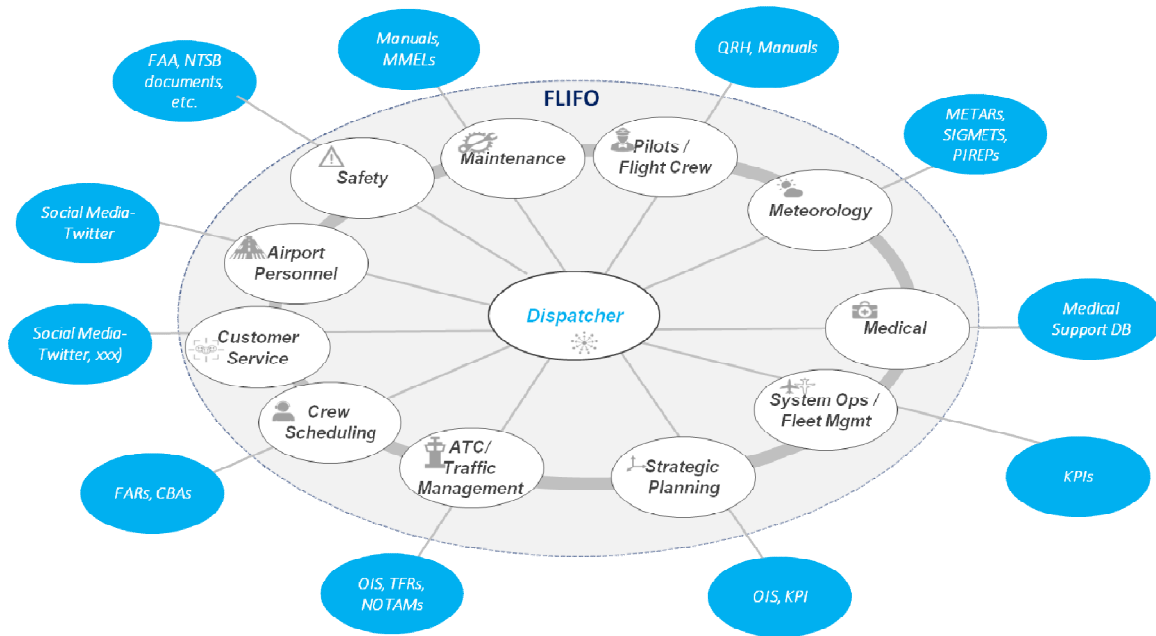 Manuals,
MMELs
QRH, Manuals
FAA, NTSB
documents,
etc.
FLIFO
METARs,
SIGMETS,
PIREPs
Maintenance
Pilots /
Flight Crew
Safety
Meteorology
Social Media-
Twitter
Airport
Personnel
Dispatcher
Medical
Medical
Support DB
Social Media-
Twitter, xxx)
Customer
Service
System Ops /
Fleet Mgmt
Crew
Scheduling
ATC/
Traffic
Management
Strategic
Planning
KPIs
FARs, CBAs
OIS, TFRs,
NOTAMs
OIS, KPI